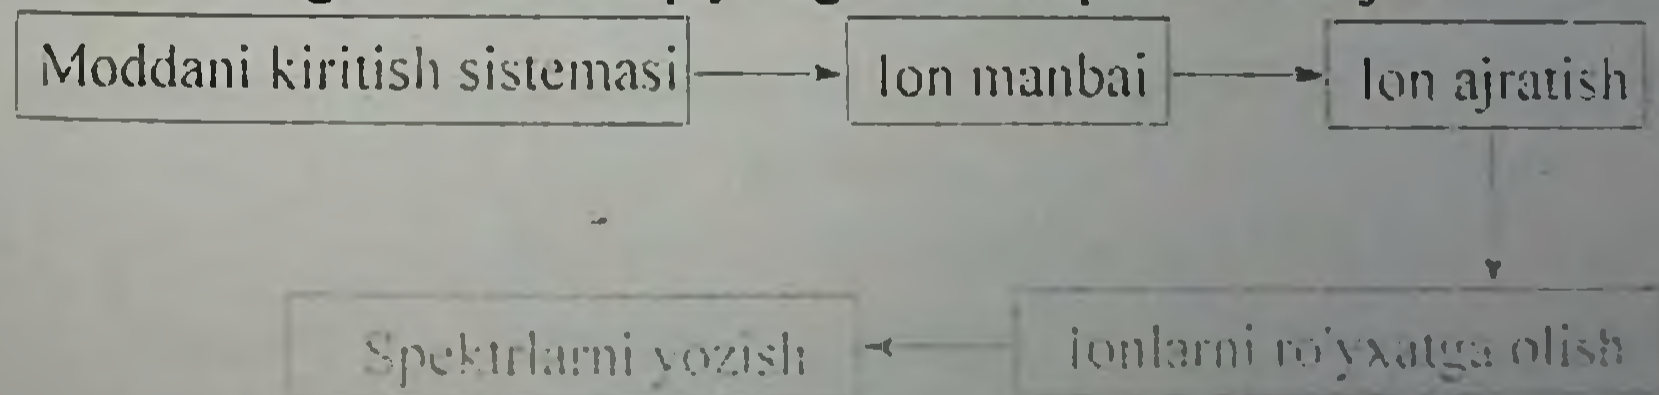 Moddani kiritish sistemasi
Ion manbai
Ion ajratish
ionlarni ro'yxatga olish
Spektrlarni yozish